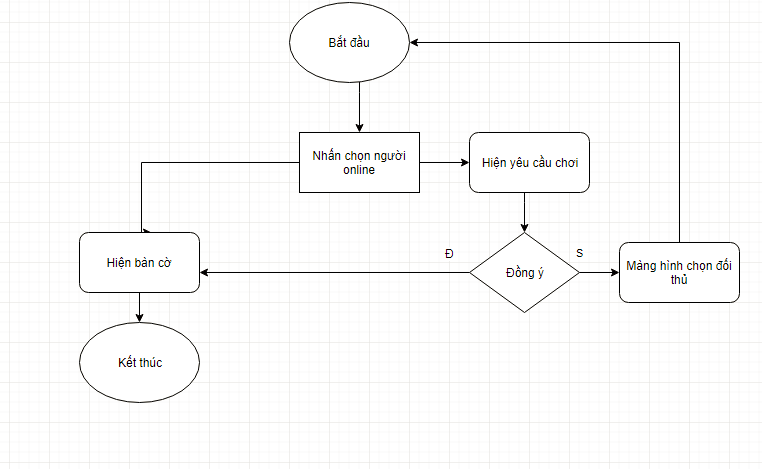 Bắt đầu
Nhấn chọn người
online
Hiện yêu cầu chơi
Hiện bàn cờ
Đ
Đồng ý
S
Màng hình chọn đối
thủ
Kết thúc